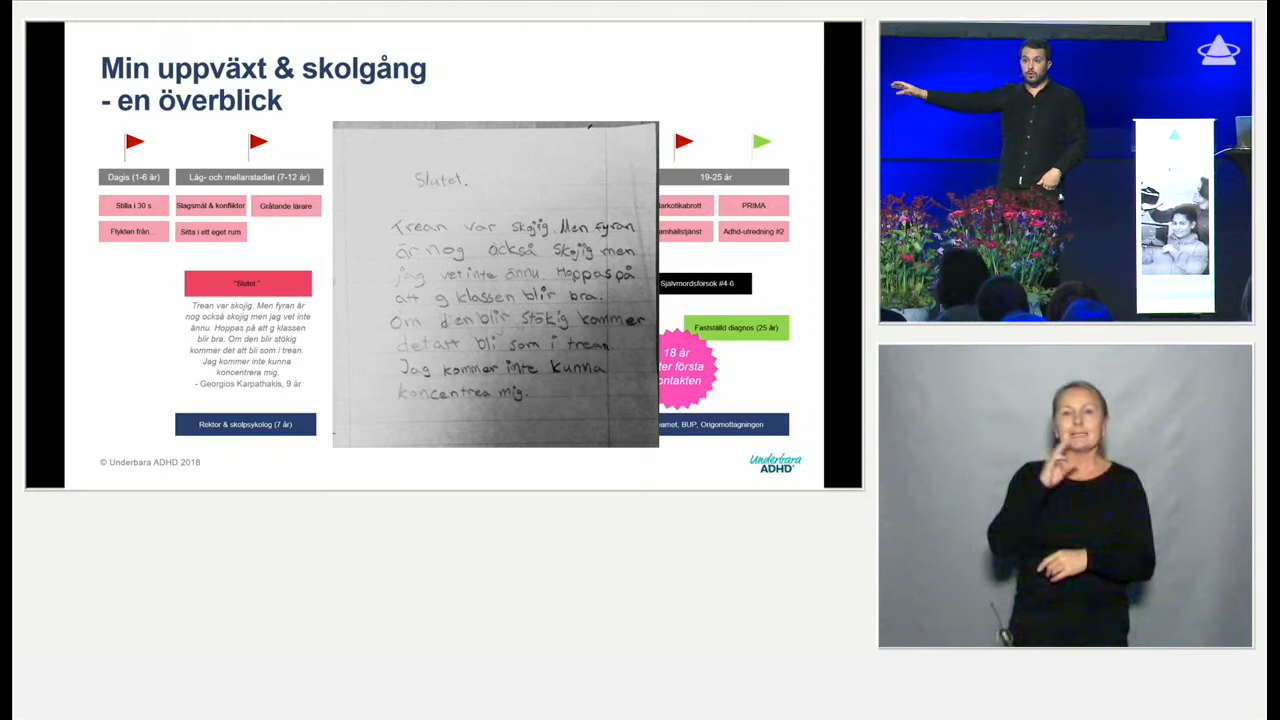 Min uppväxt & skolgång
- en överblick
Dagis (1-6 år)
Låg- och mellanstadiet (7-12 år)
19-25 år
Stilla i 30 s
Slagsmål & konflikter
Gråtande lärare
arkotikabrott
PRIMA
Flykten från...
Sitta i ett eget rum
amhällstjänst
Adhd-utredning #2
"Slutet."
Trean var skojig. Men fyran är
nog också skojig men jag vet inte
ännu. Hoppas på att g klassen
blir bra. Om den blir stökig
kommer det att bli som i trean.
Jag kommer inte kunna
koncentrera mig.
- Georgios Karpathakis, 9 år
Rektor & skolpsykolog (7 år)
Slutet.
Trean var skojig. Men fyran
är nog också skojig men
jag vet inte ännu. Hoppas på
att g klassen blir bra.
Om den blir stökig kommer
det att bli som i trean.
Jag kommer inte kunna
koncentrea mig.
Självmordsförsök #4-6
Fastställd diagnos (25 år)
18 år
ter första
ontakten
amet, BUP, Origomottagningen
© Underbara ADHD 2018
Underbara
ADHD